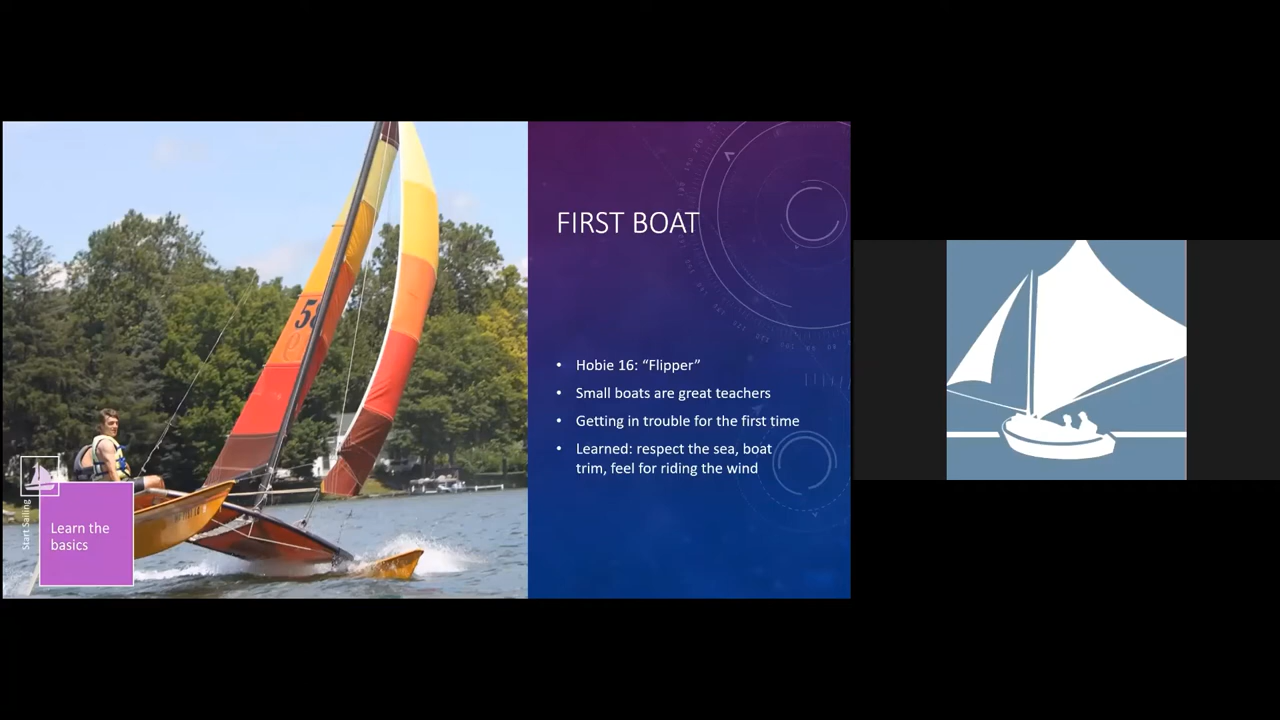 FIRST BOAT
• Hobie 16: “Flipper”
• Small boats are great teachers
• Getting in trouble for the first time
• Learned: respect the sea, boat
trim, feel for riding the wind
Start Sailing
Learn the
basics